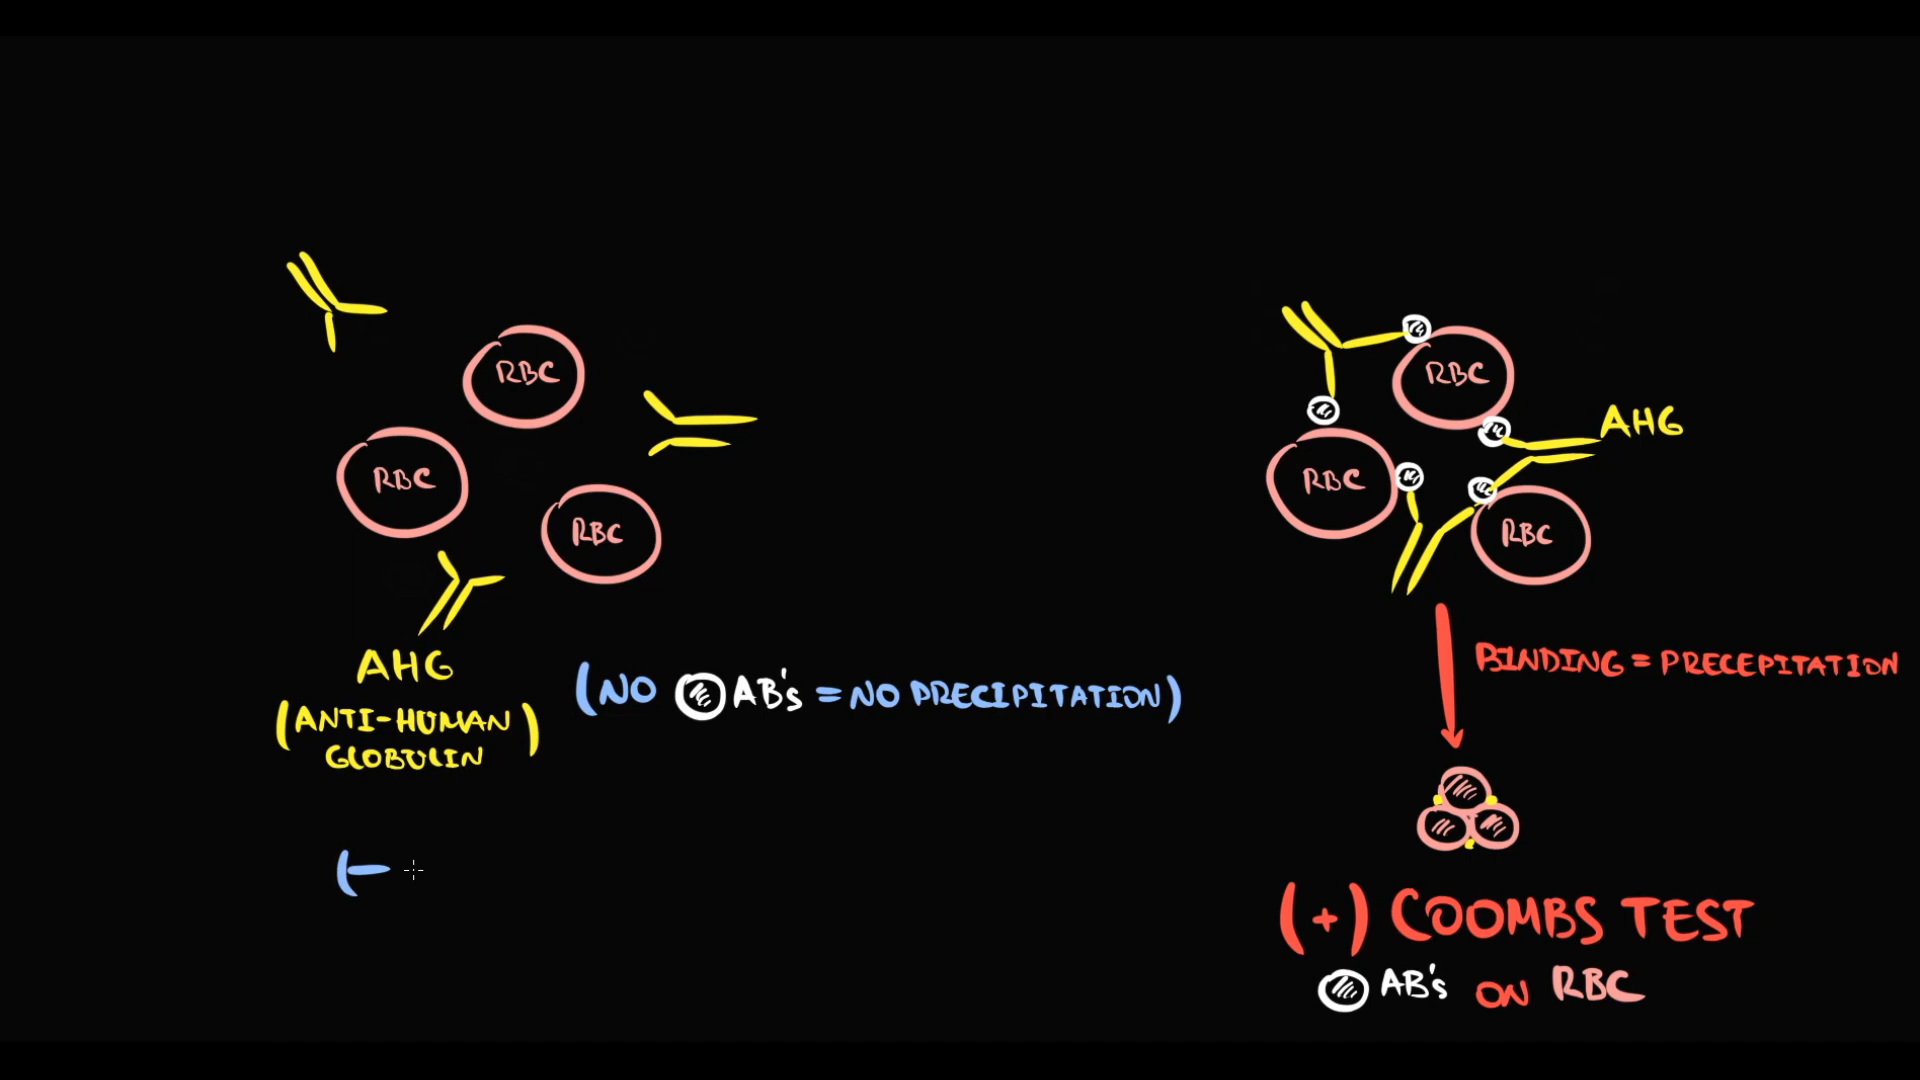 RBC
RBC
RBC
AHG
(ANTI-HUMAN
GLOBULIN)
(NO AB's = NO PRECIPITATION)
(-
RBC
RBC
RBC
AHG
BINDING = PRECEPITATION
(+) COOMBS TEST
AB's ON RBC